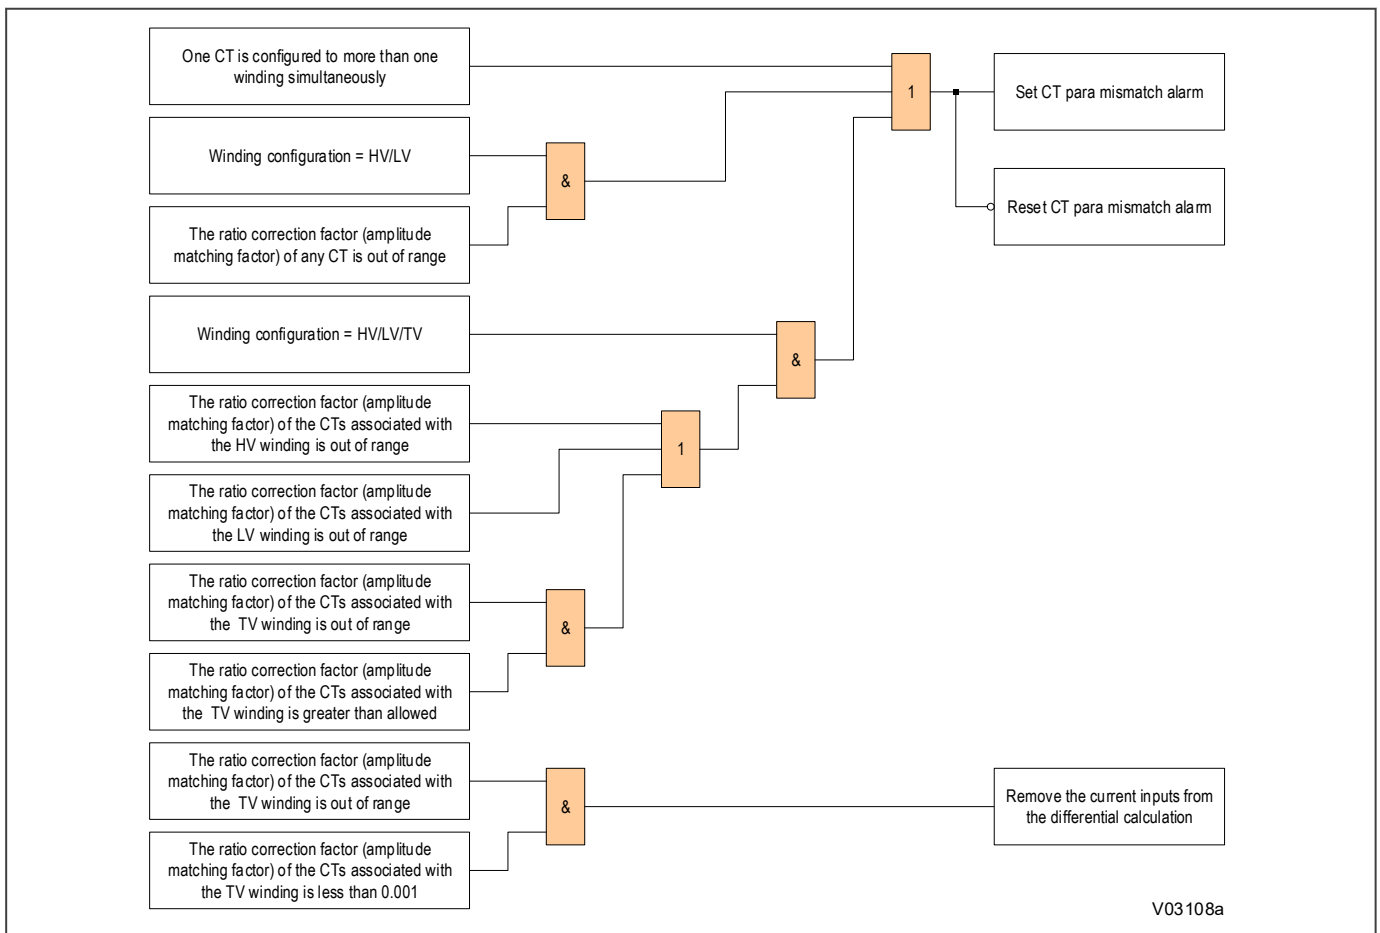 One CT is configured to more than one
winding simultaneously
1
Set CT para mismatch alarm
Winding configuration = HV/LV
&
Reset CT para mismatch alarm
The ratio correction factor (amplitude
matching factor) of any CT is out of range
Winding configuration = HV/LV/TV
&
The ratio correction factor (amplitude
matching factor) of the CTs associated with
the HV winding is out of range
1
The ratio correction factor (amplitude
matching factor) of the CTs associated with
the LV winding is out of range
The ratio correction factor (amplitude
matching factor) of the CTs associated with
the TV winding is out of range
&
The ratio correction factor (amplitude
matching factor) of the CTs associated with
the TV winding is greater than allowed
The ratio correction factor (amplitude
matching factor) of the CTs associated with
the TV winding is out of range
&
Remove the current inputs from
the differential calculation
The ratio correction factor (amplitude
matching factor) of the CTs associated with
the TV winding is less than 0.001
V03108a